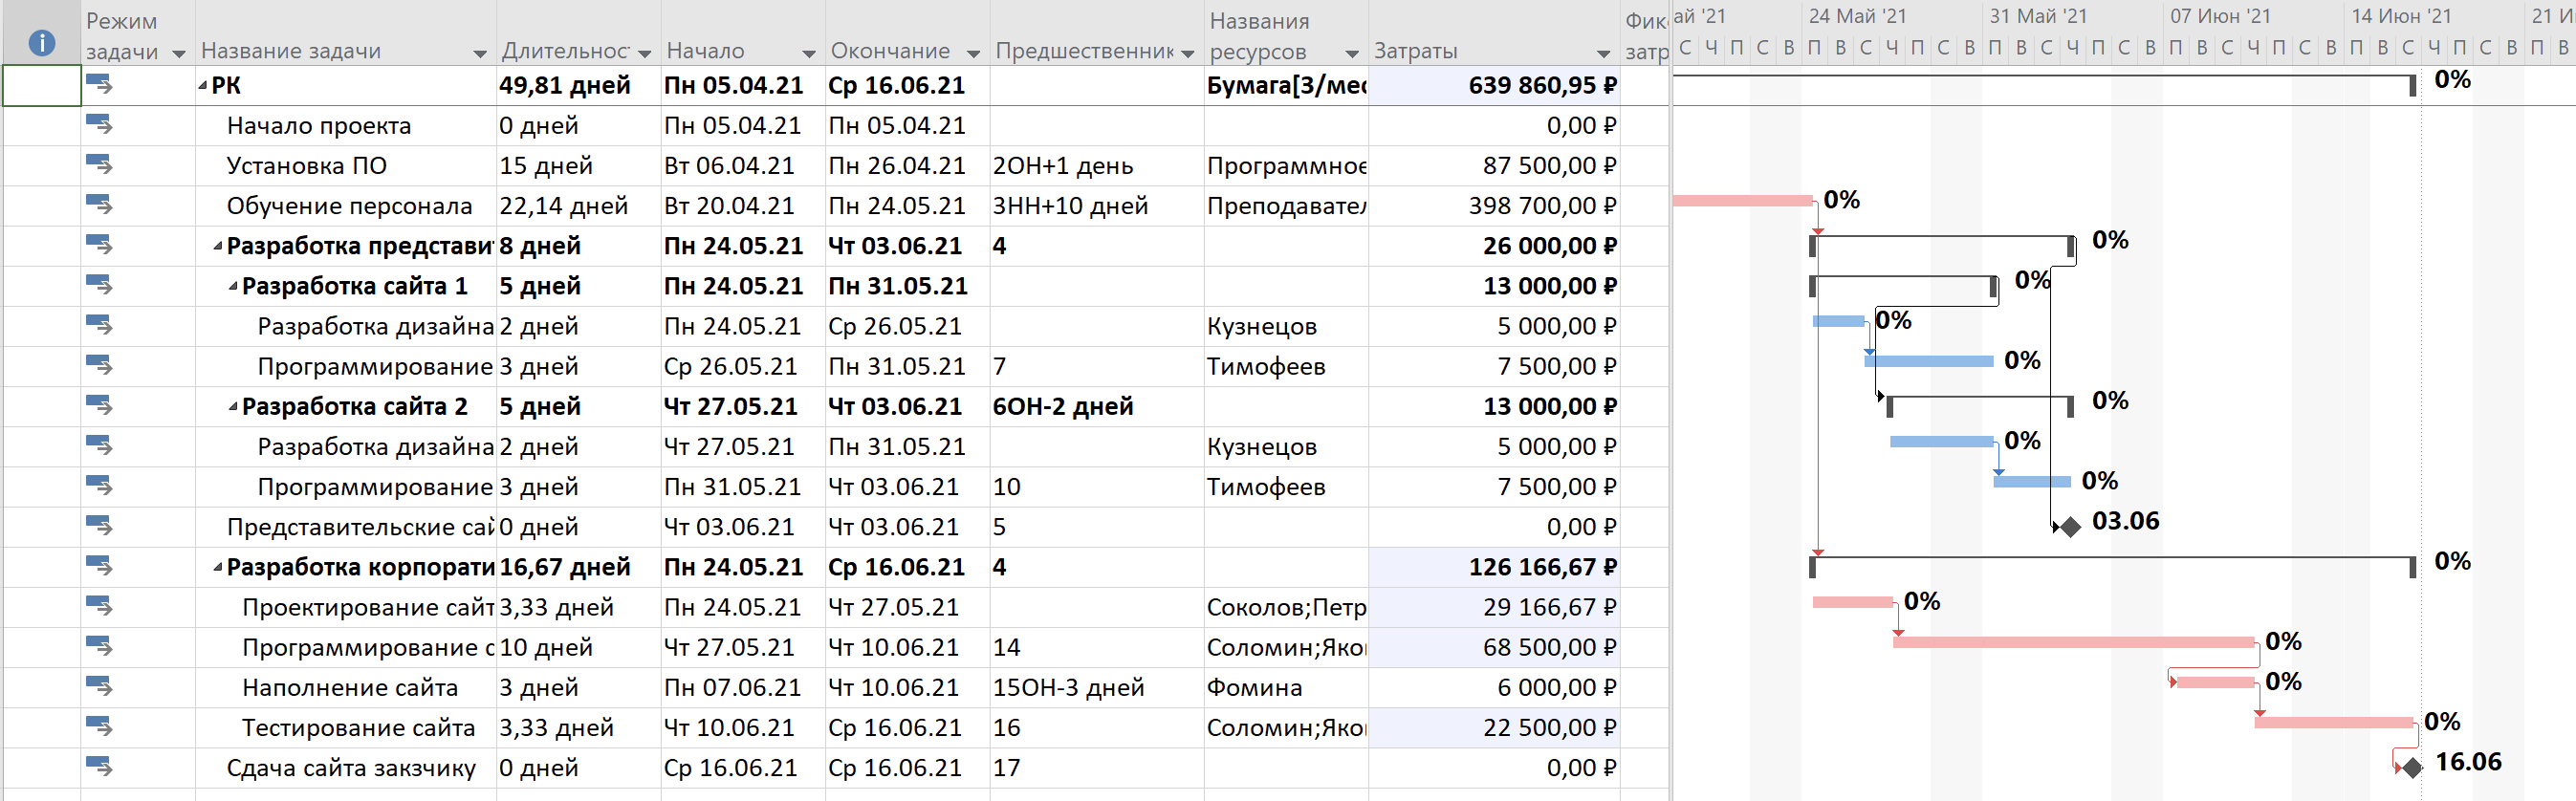 Режим задачи	Название задачи	Длительнос	Начало	Окончание	Предшественник	Названия ресурсов	Затраты	Фикс затр
РК	49,81 дней	Пн 05.04.21	Ср 16.06.21	Бумага[3/мес	639 860,95 ₽
Начало проекта	0 дней	Пн 05.04.21	Пн 05.04.21	0,00 ₽
Установка ПО	15 дней	Вт 06.04.21	Пн 26.04.21	2ОН+1 день	Программное	87 500,00 ₽
Обучение персонала	22,14 дней	Вт 20.04.21	Пн 24.05.21	3НН+10 дней	Преподавател	398 700,00 ₽
Разработка представит	8 дней	Пн 24.05.21	Чт 03.06.21	4	26 000,00 ₽
Разработка сайта 1	5 дней	Пн 24.05.21	Пн 31.05.21	13 000,00 ₽
Разработка дизайна	2 дней	Пн 24.05.21	Ср 26.05.21	Кузнецов	5 000,00 ₽
Программирование	3 дней	Ср 26.05.21	Пн 31.05.21	7	Тимофеев	7 500,00 ₽
Разработка сайта 2	5 дней	Чт 27.05.21	Чт 03.06.21	6ОН-2 дней	13 000,00 ₽
Разработка дизайна	2 дней	Чт 27.05.21	Пн 31.05.21	Кузнецов	5 000,00 ₽
Программирование	3 дней	Пн 31.05.21	Чт 03.06.21	10	Тимофеев	7 500,00 ₽
Представительские сай	0 дней	Чт 03.06.21	Чт 03.06.21	5	0,00 ₽
Разработка корпорати	16,67 дней	Пн 24.05.21	Ср 16.06.21	4	126 166,67 ₽
Проектирование сайт	3,33 дней	Пн 24.05.21	Чт 27.05.21	Соколов;Петр	29 166,67 ₽
Программирование с	10 дней	Чт 27.05.21	Чт 10.06.21	14	Соломин;Яко	68 500,00 ₽
Наполнение сайта	3 дней	Пн 07.06.21	Чт 10.06.21	15ОН-3 дней	Фомина	6 000,00 ₽
Тестирование сайта	3,33 дней	Чт 10.06.21	Ср 16.06.21	16	Соломин;Яко	22 500,00 ₽
Сдача сайта закзчику	0 дней	Ср 16.06.21	Ср 16.06.21	17	0,00 ₽
ай '21	24 Май '21	31 Май '21	07 Июн '21	14 Июн '21	21 И
С Ч П С В П В С Ч П С В П В С Ч П С В П В С Ч П С В П В С Ч П С В П В
0%
0%
0%
0%
0%
0%
0%
0%
0%
03.06
0%
0%
0%
0%
0%
16.06